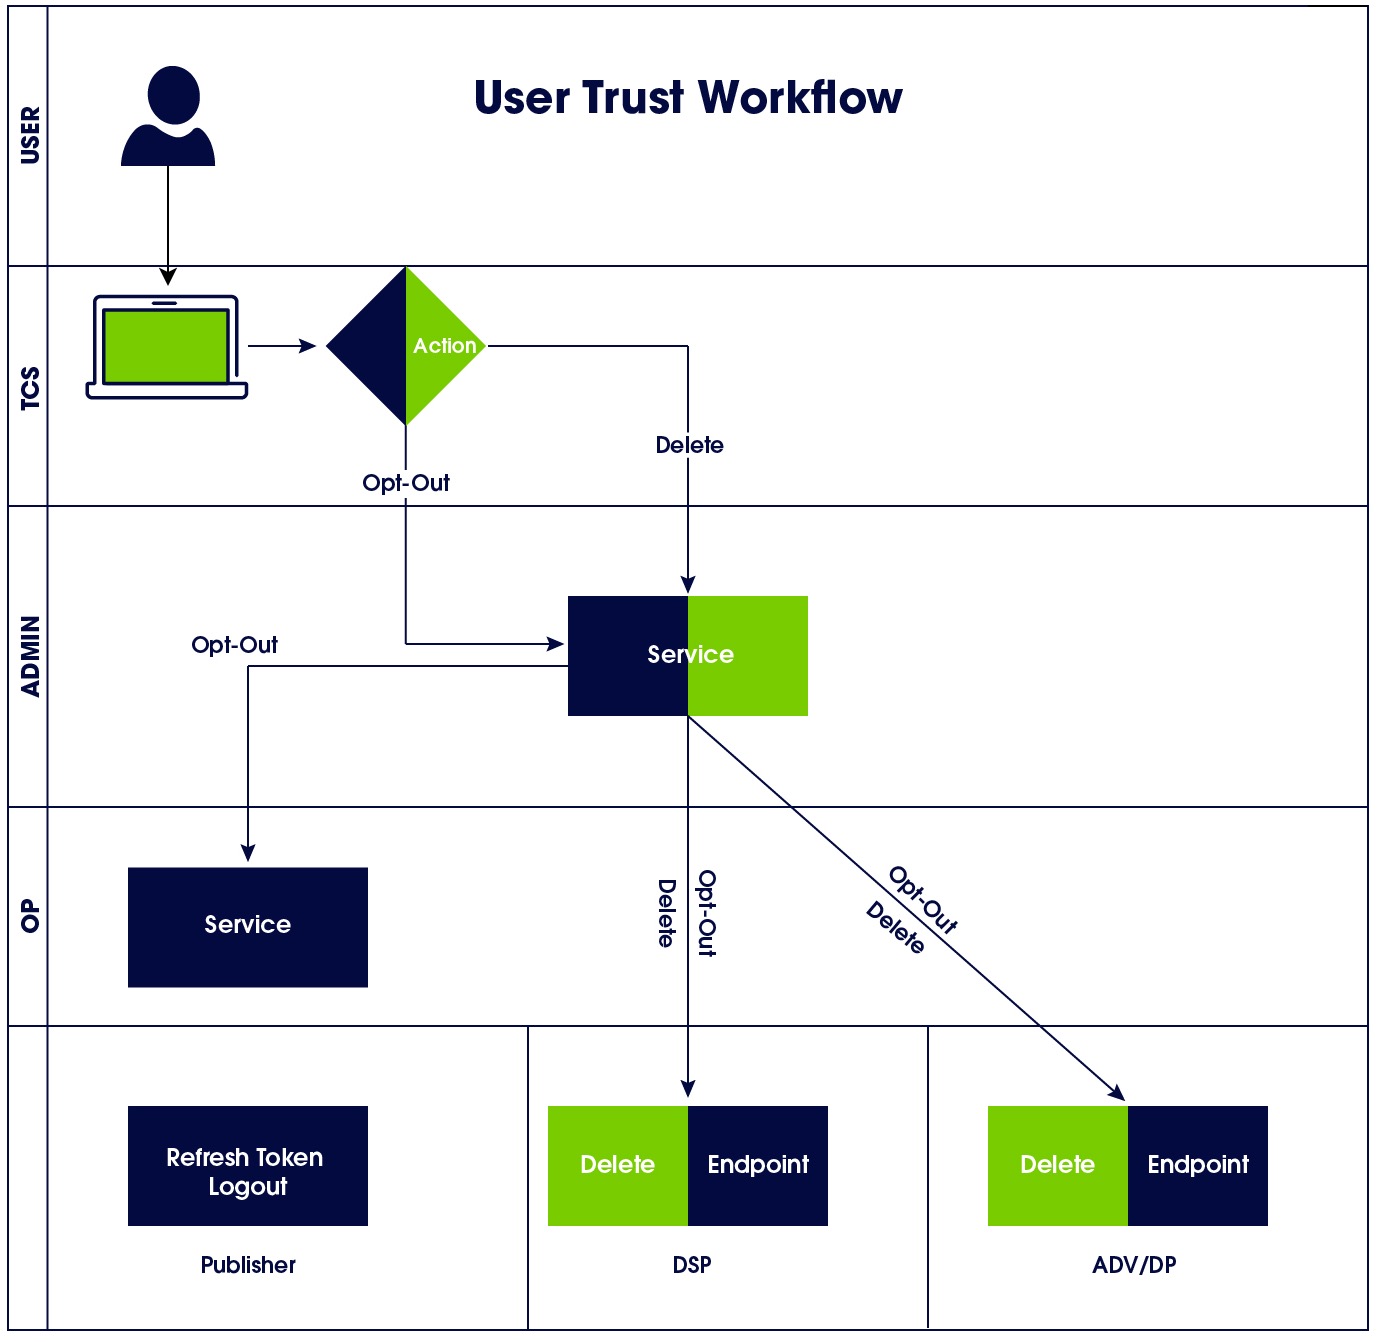 User Trust Workflow
USER
TCS
Action
Delete
Opt-Out
ADMIN
Opt-Out
Service
OP
Service
Delete
Opt-Out
Opt-Out
Delete
Refresh Token
Logout
Publisher
Delete
Endpoint
DSP
Delete
Endpoint
ADV/DP